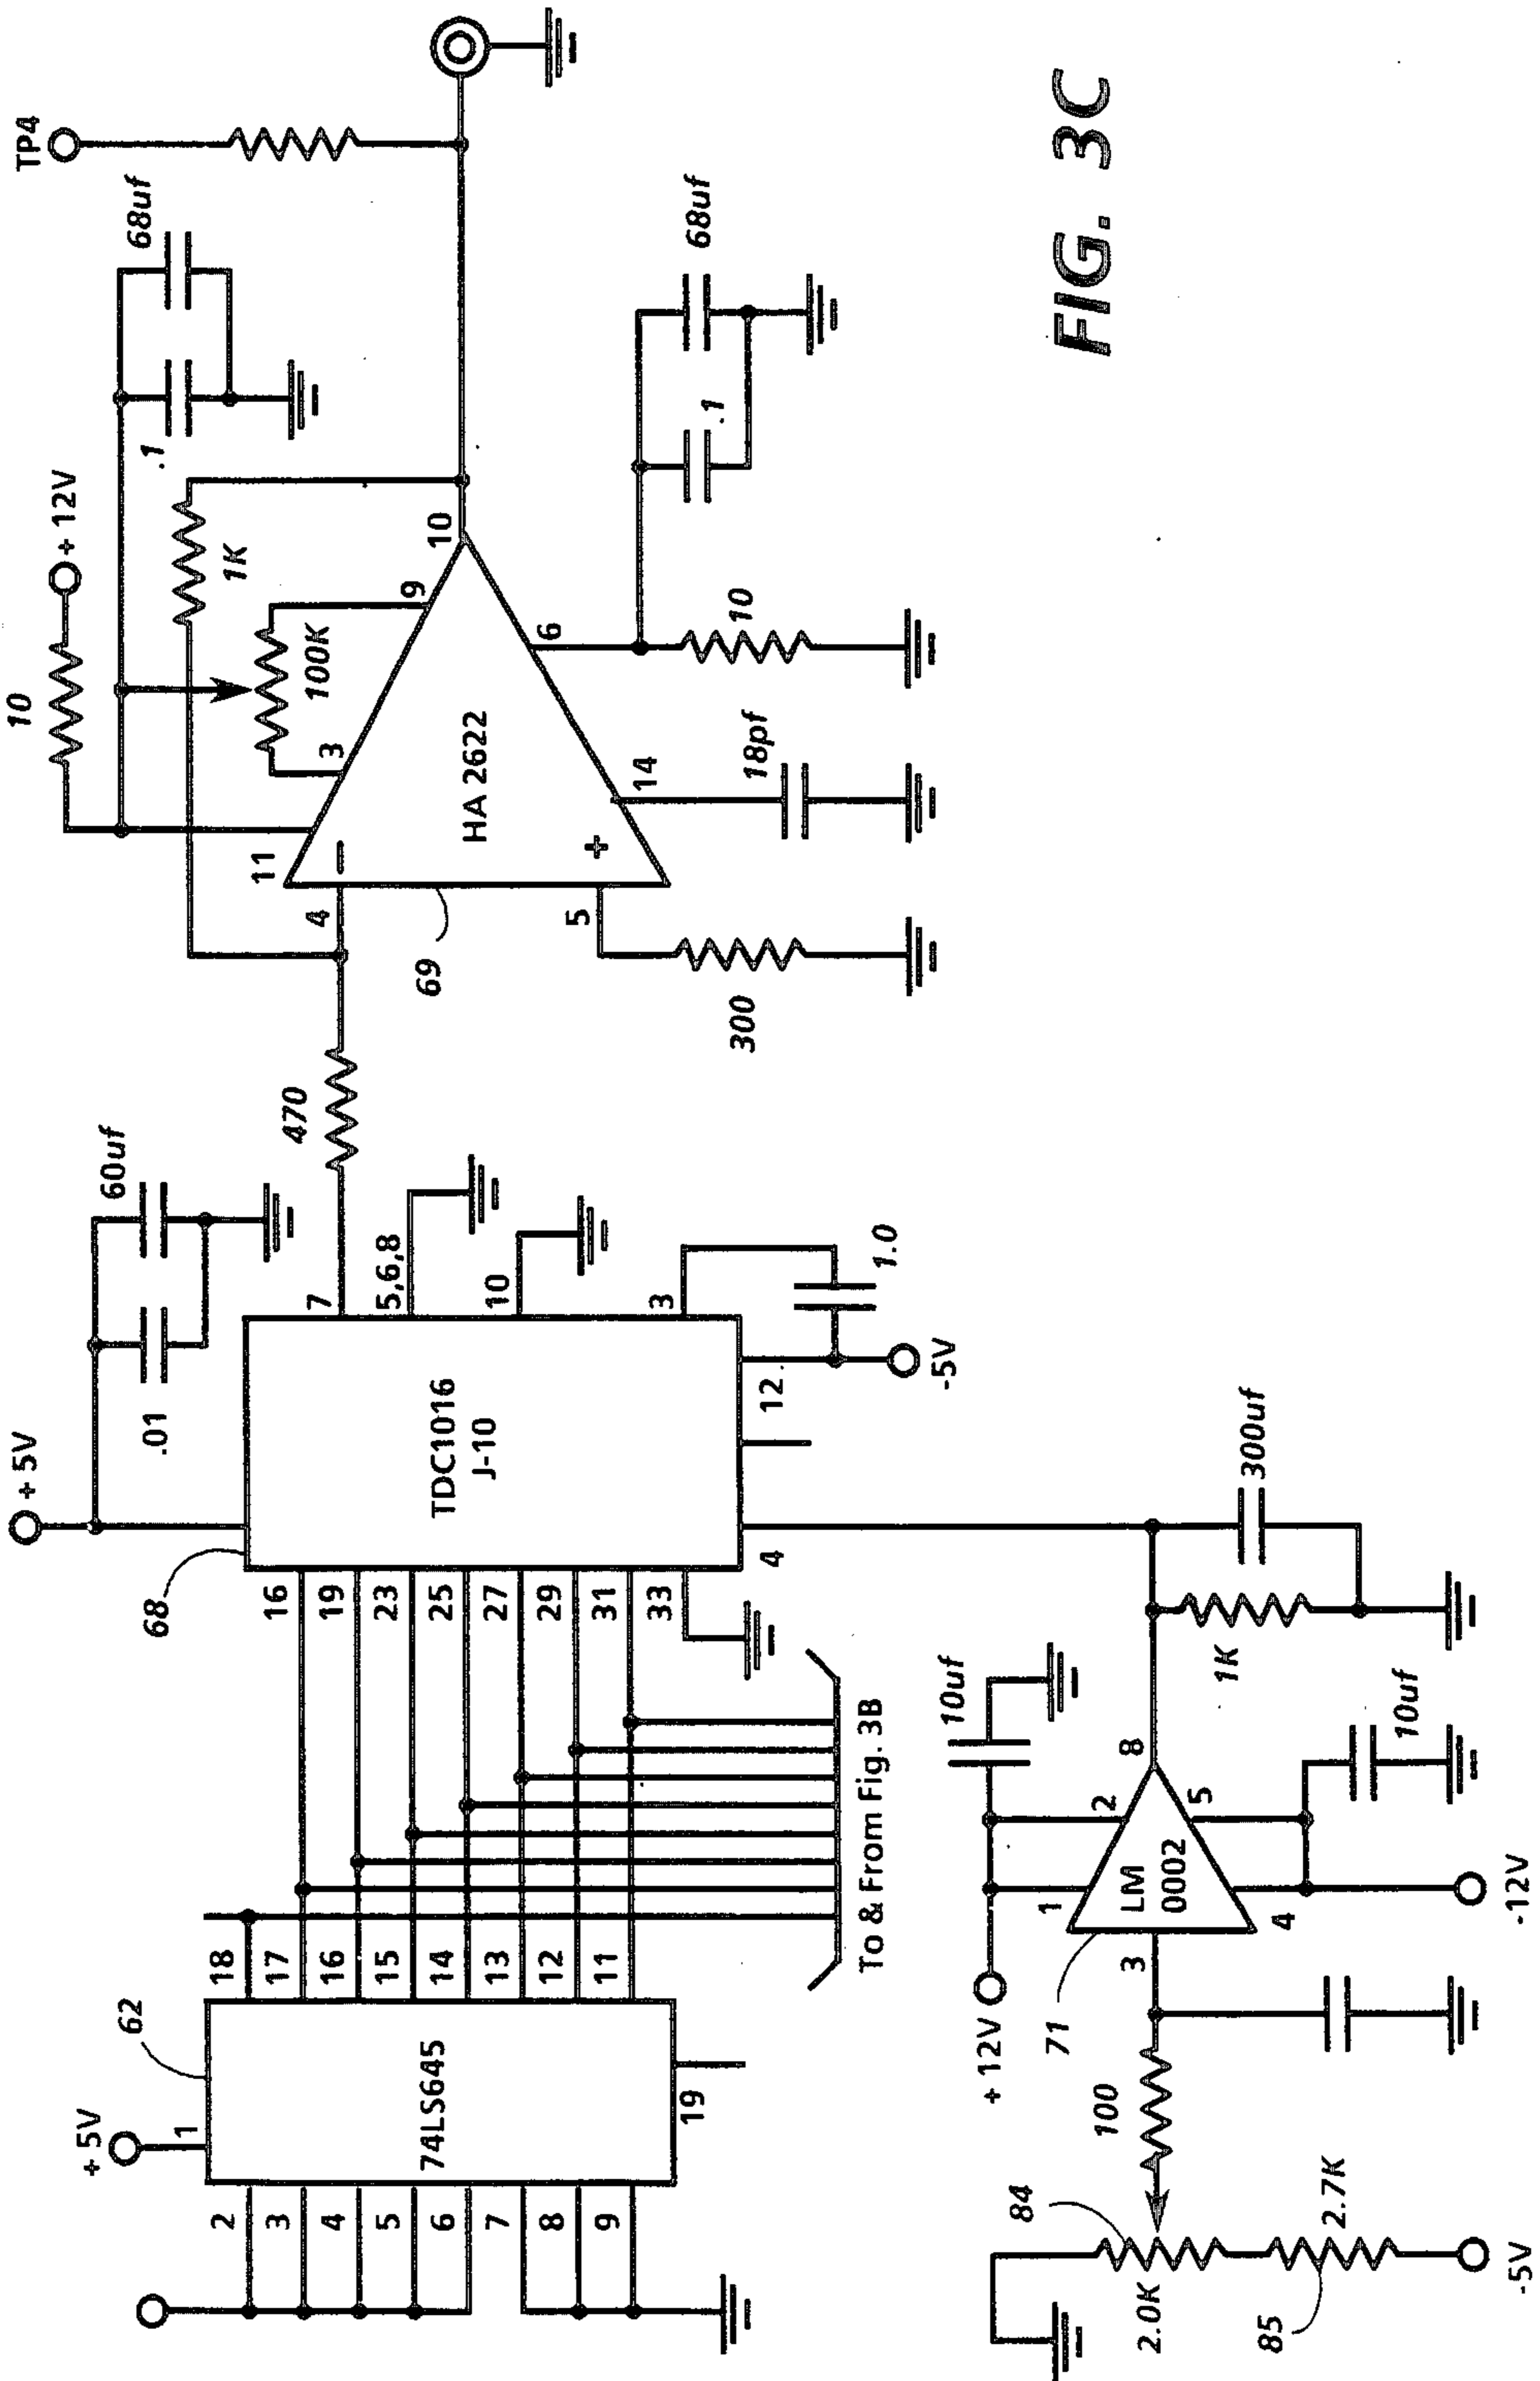 +5V
1
62
2
3
4
5
6
7
8
9
74LS645
18
17
16
15
14
13
12
11
19
To & From Fig. 3B
+5V
.01
60uf
68
16
19
23
25
27
29
31
33
TDC1016
J-10
7
5,6,8
10
3
12
4
1.0
-5V
470
10
+12V
.1
68uf
TP4
1K
100K
11
3
9
4
5
69
HA 2622
10
14
6
300
18pf
10
.1
68uf
84
2.0K
85
2.7K
-5V
100
71
+12V
3
1
2
LM
0002
8
4
5
10uf
10uf
-12V
1K
300uf
FIG. 3C